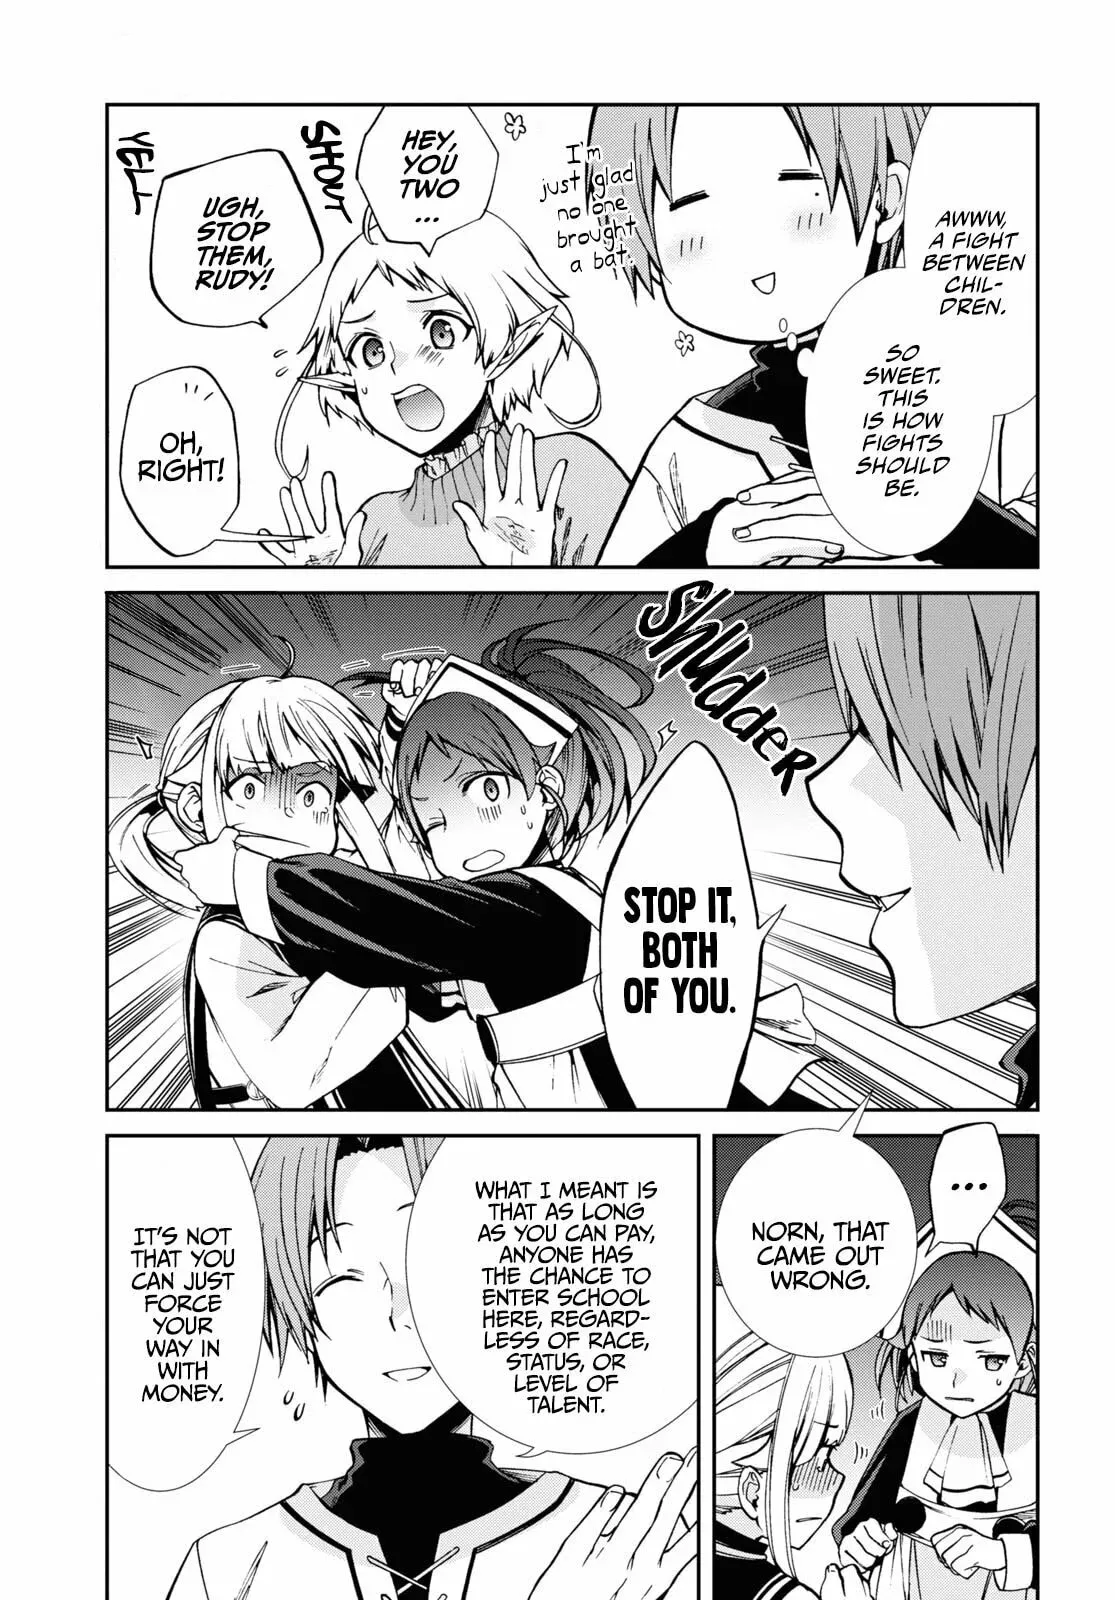 AWWW,
A FIGHT
BETWEEN
CHIL-
DREN.
SO
SWEET.
THIS
IS HOW
FIGHTS
SHOULD
BE.
I'm
just glad
no one
brought
a bat.
HEY,
YOU
TWO
...
SHOUT
YELL
UGH,
STOP
THEM,
RUDY!
OH,
RIGHT!
Shudder
STOP IT,
BOTH
OF YOU.
...
NORN, THAT
CAME OUT
WRONG.
WHAT I MEANT IS
THAT AS LONG
AS YOU CAN PAY,
ANYONE HAS
THE CHANCE TO
ENTER SCHOOL
HERE, REGARD-
LESS OF RACE,
STATUS, OR
LEVEL OF
TALENT.
IT'S NOT
THAT YOU
CAN JUST
FORCE
YOUR
WAY IN
WITH
MONEY.